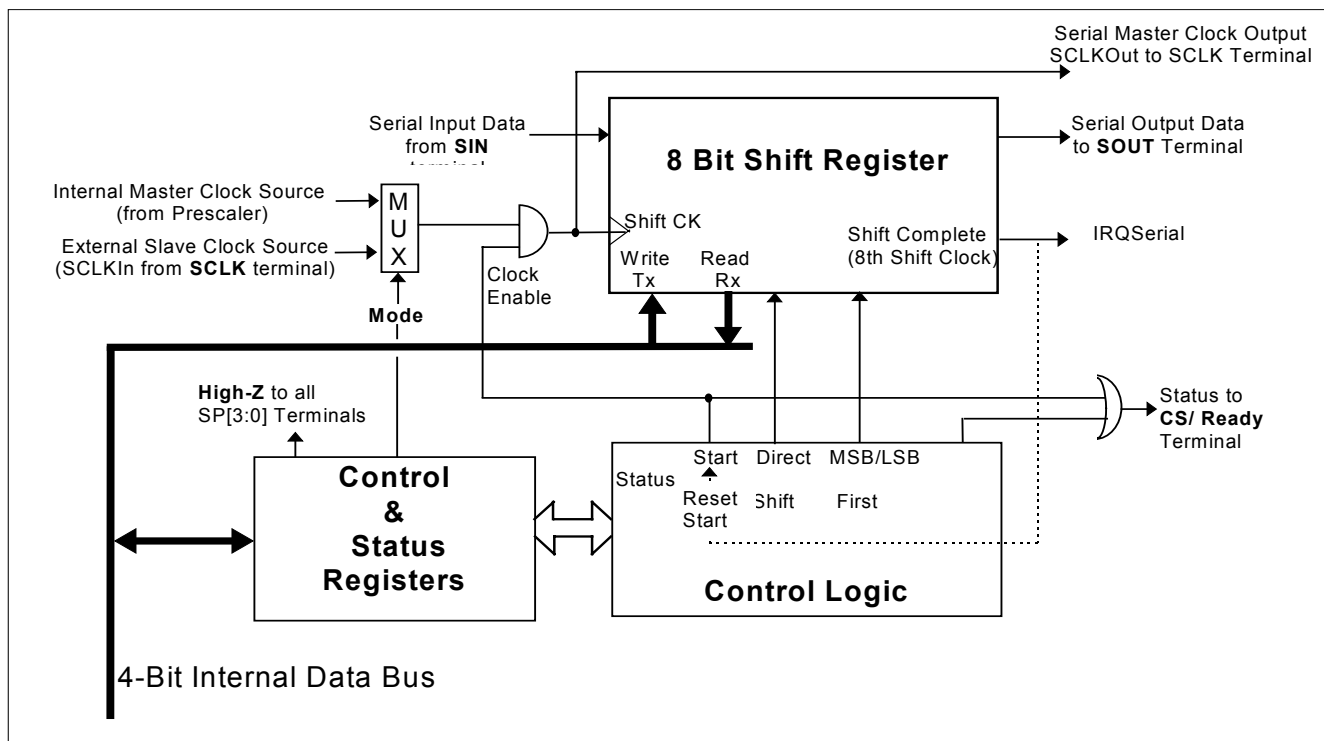 Serial Master Clock Output
SCLKOut to SCLK Terminal
Serial Input Data
from SIN
Serial Output Data
to SOUT Terminal
8 Bit Shift Register
Internal Master Clock Source
(from Prescaler)
External Slave Clock Source
(SCLKIn from SCLK terminal)
M
U
X
Shift CK
Shift Complete
(8th Shift Clock)
IRQSerial
Write
Tx
Read
Rx
Clock
Enable
Mode
High-Z to all
SP[3:0] Terminals
Status to
CS/ Ready
Terminal
Start
Direct
MSB/LSB
Status
Reset
Start
Shift
First
Control
&
Status
Registers
Control Logic
4-Bit Internal Data Bus